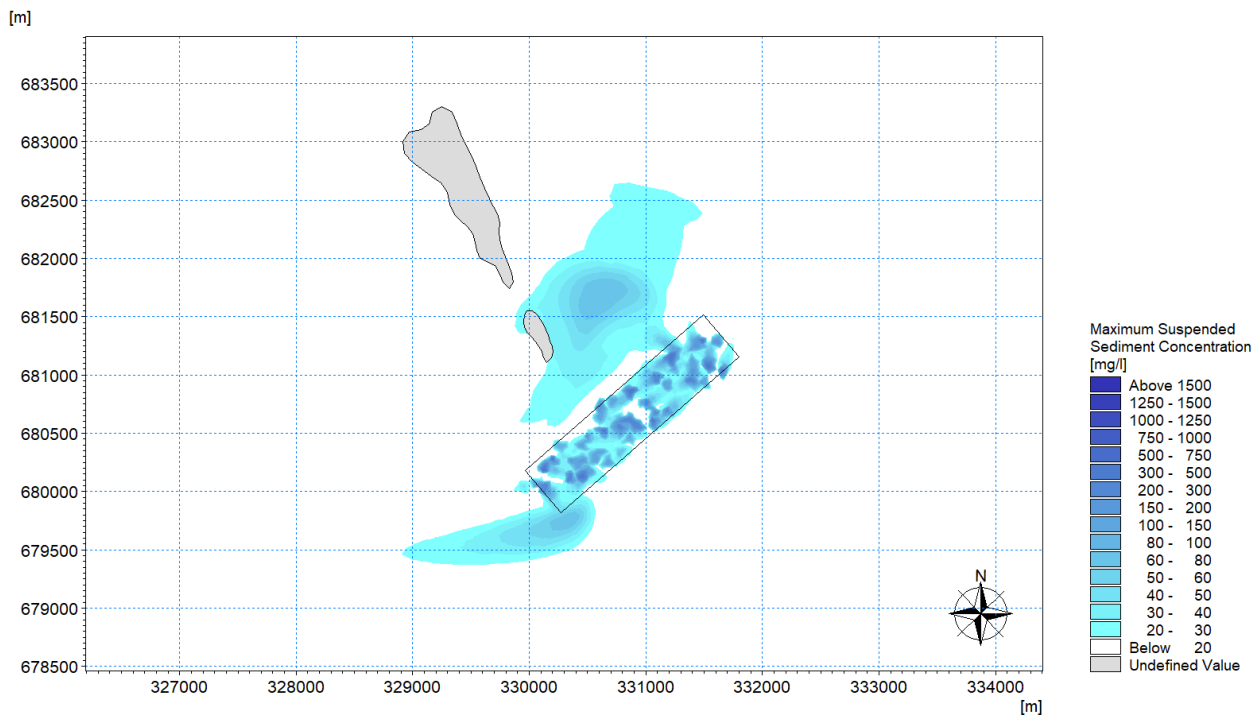 [m]
683500
683000
682500
682000
681500
681000
680500
680000
679500
679000
678500
327000 328000 329000 330000 331000 332000 333000 334000
[m]
N
Maximum Suspended
Sediment Concentration
[mg/l]
Above 1500
1250 - 1500
1000 - 1250
750 - 1000
500 - 750
300 - 500
200 - 300
150 - 200
100 - 150
80 - 100
60 - 80
50 - 60
40 - 50
30 - 40
20 - 30
Below 20
Undefined Value